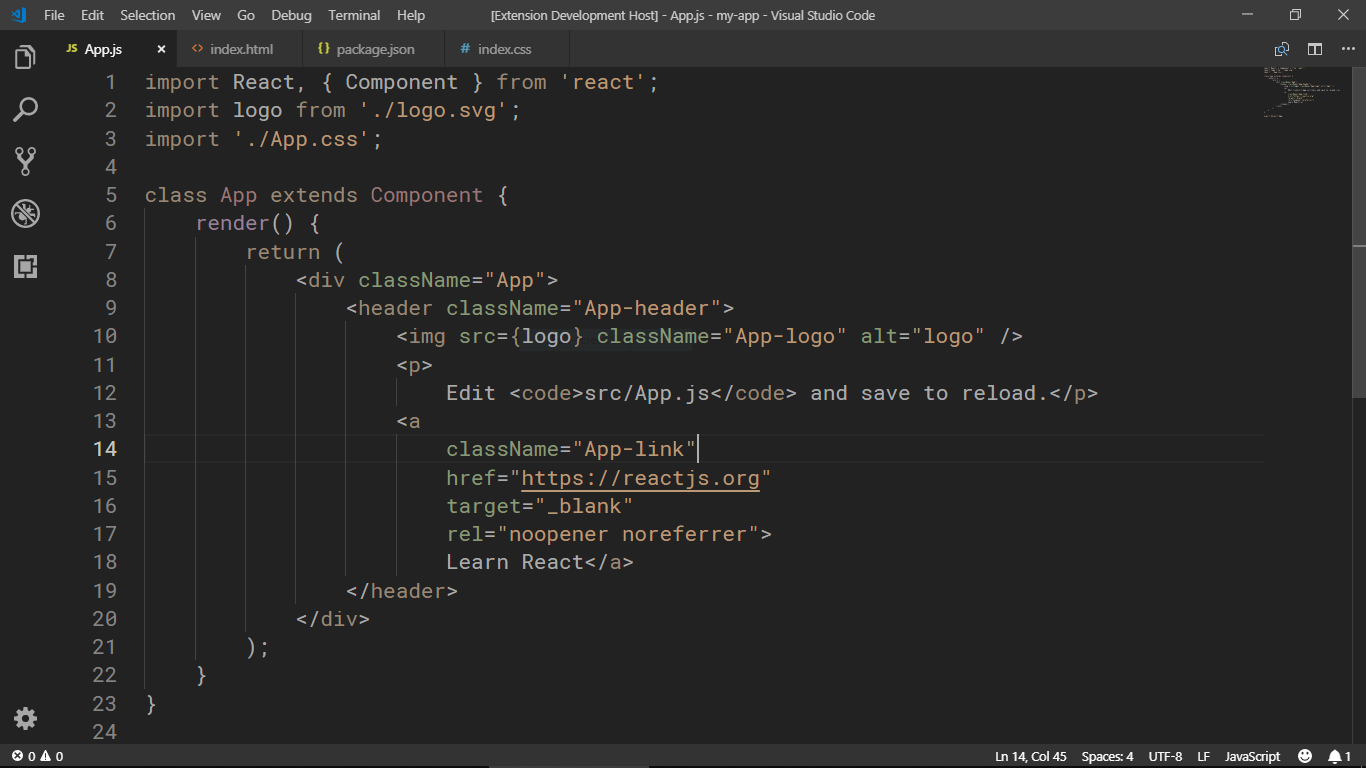 File Edit Selection View Go Debug Terminal Help [Extension Development Host] - App.js - my-app - Visual Studio Code
JS App.js × <> index.html {} package.json # index.css
1 import React, { Component } from 'react';
2 import logo from './logo.svg';
3 import './App.css';
4
5 class App extends Component {
6 render() {
7 return (
8 <div className="App">
9 <header className="App-header">
10 <img src={logo} className="App-logo" alt="logo" />
11 <p>
12 Edit <code>src/App.js</code> and save to reload.</p>
13 <a
14 className="App-link"
15 href="https://reactjs.org"
16 target="_blank"
17 rel="noopener noreferrer">
18 Learn React</a>
19 </header>
20 </div>
21 );
22 }
23 }
24
0 0 Ln 14, Col 45 Spaces: 4 UTF-8 LF JavaScript 1